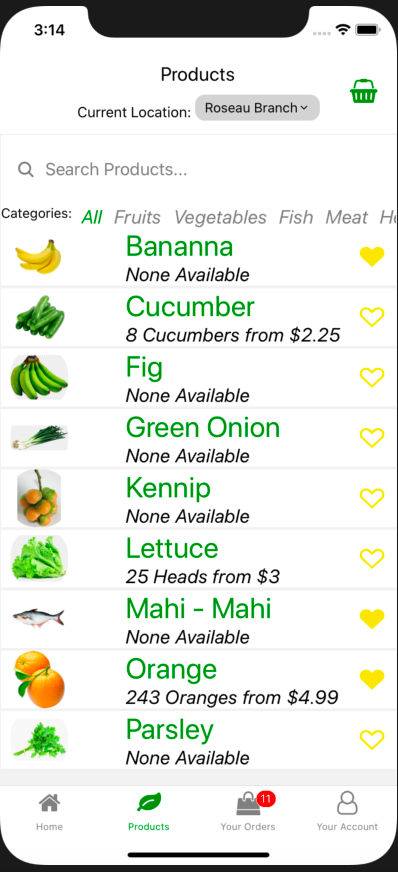 3:14
Products
Current Location: Roseau Branch
Search Products...
Categories: All Fruits Vegetables Fish Meat He
Bananna
None Available
Cucumber
8 Cucumbers from $2.25
Fig
None Available
Green Onion
None Available
Kennip
None Available
Lettuce
25 Heads from $3
Mahi - Mahi
None Available
Orange
243 Oranges from $4.99
Parsley
None Available
11
Home Products Your Orders Your Account